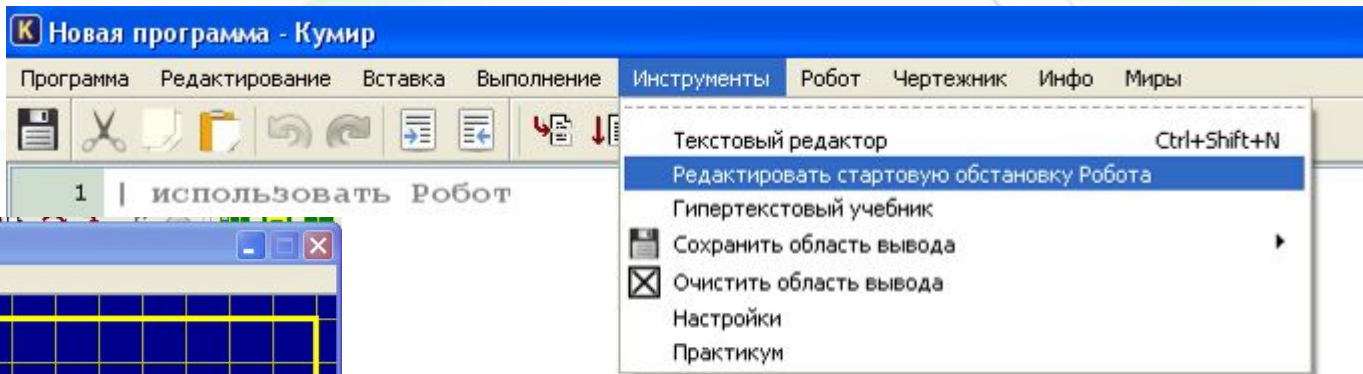 Новая программа - Кумир
Программа Редактирование Вставка Выполнение Инструменты Робот Чертежник Инфо Миры
1 | использовать Робот
Текстовый редактор Ctrl+Shift+N
Редактировать стартовую обстановку Робота
Гипертекстовый учебник
Сохранить область вывода
Очистить область вывода
Настройки
Практикум